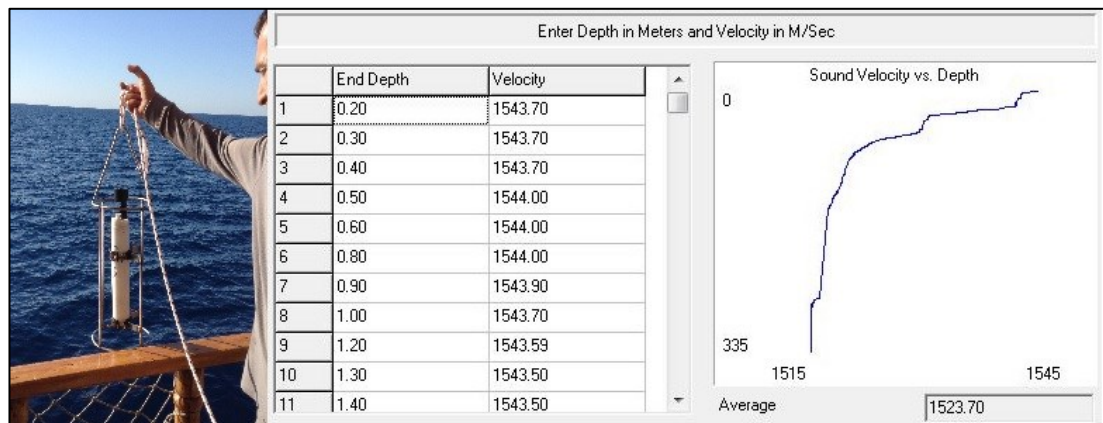 Enter Depth in Meters and Velocity in M/Sec
End Depth Velocity
1 0.20 1543.70
2 0.30 1543.70
3 0.40 1543.70
4 0.50 1544.00
5 0.60 1544.00
6 0.80 1544.00
7 0.90 1543.90
8 1.00 1543.70
9 1.20 1543.59
10 1.30 1543.50
11 1.40 1543.50
Sound Velocity vs. Depth
0
335
1515 1545
Average 1523.70